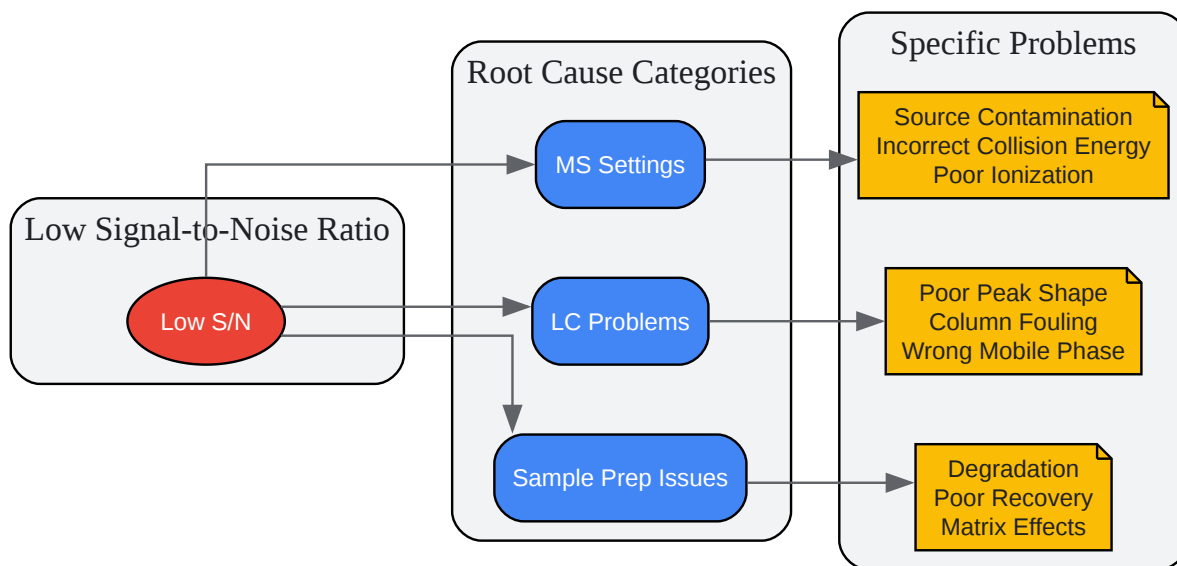 Low Signal-to-Noise Ratio
Low S/N
Root Cause Categories
MS Settings
LC Problems
Sample Prep Issues
Specific Problems
Source Contamination
Incorrect Collision Energy
Poor Ionization
Poor Peak Shape
Column Fouling
Wrong Mobile Phase
Degradation
Poor Recovery
Matrix Effects